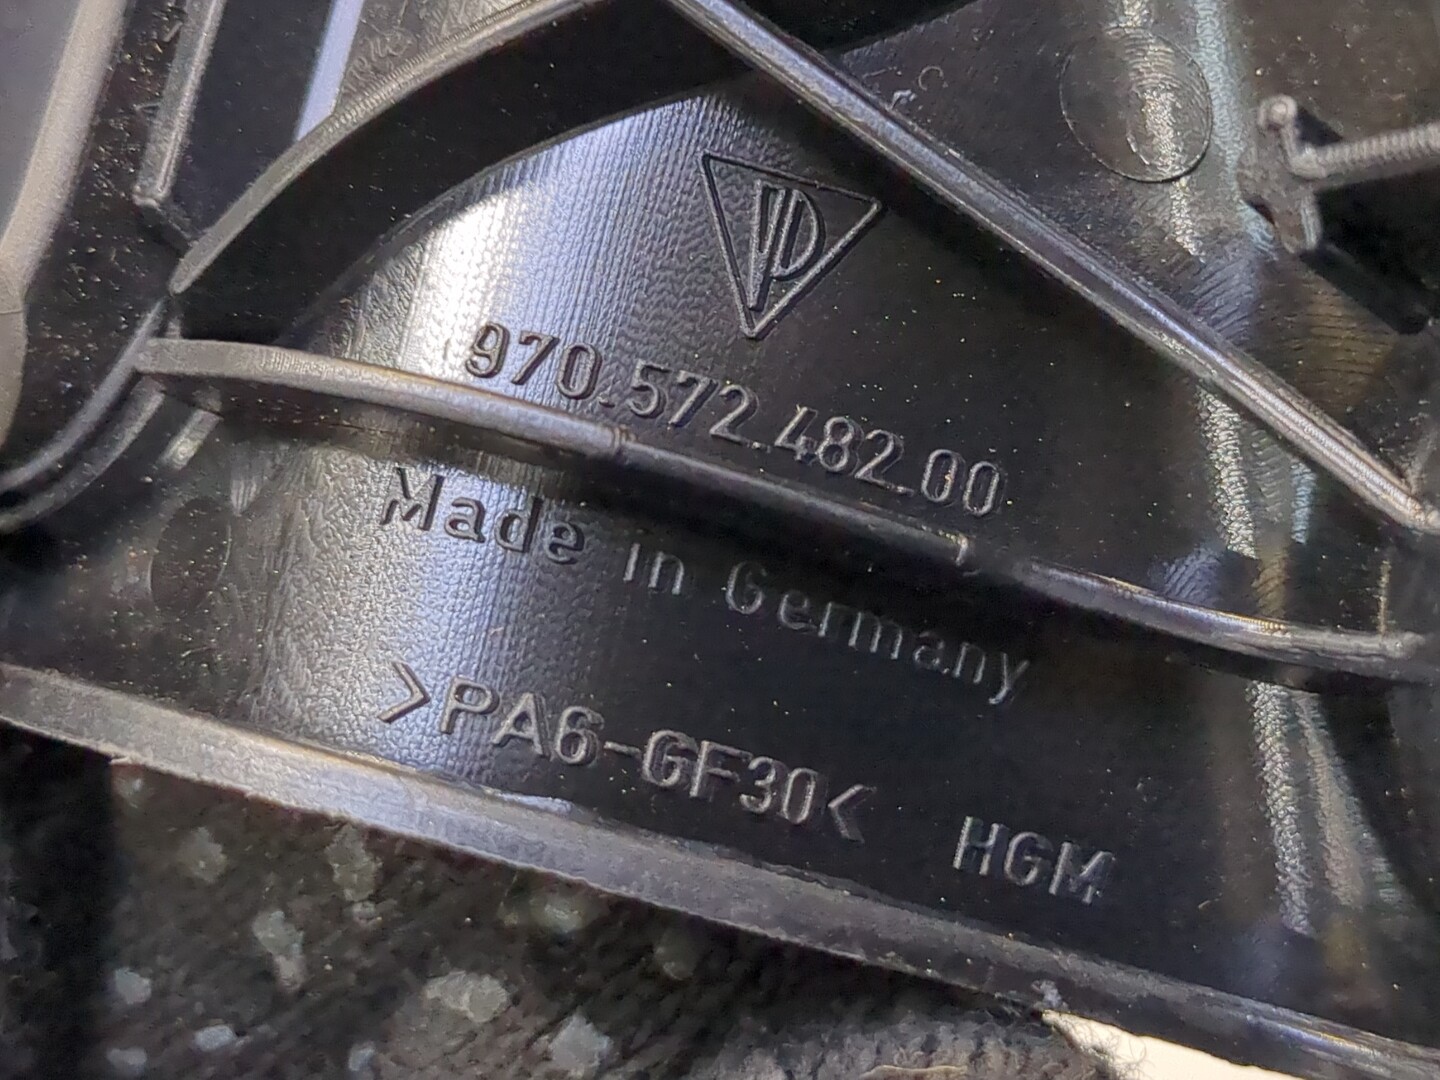 970.572.482.00
Made in Germany
>PA6-GF30< HGM